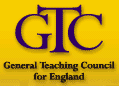 GTC
General Teaching Council
for England